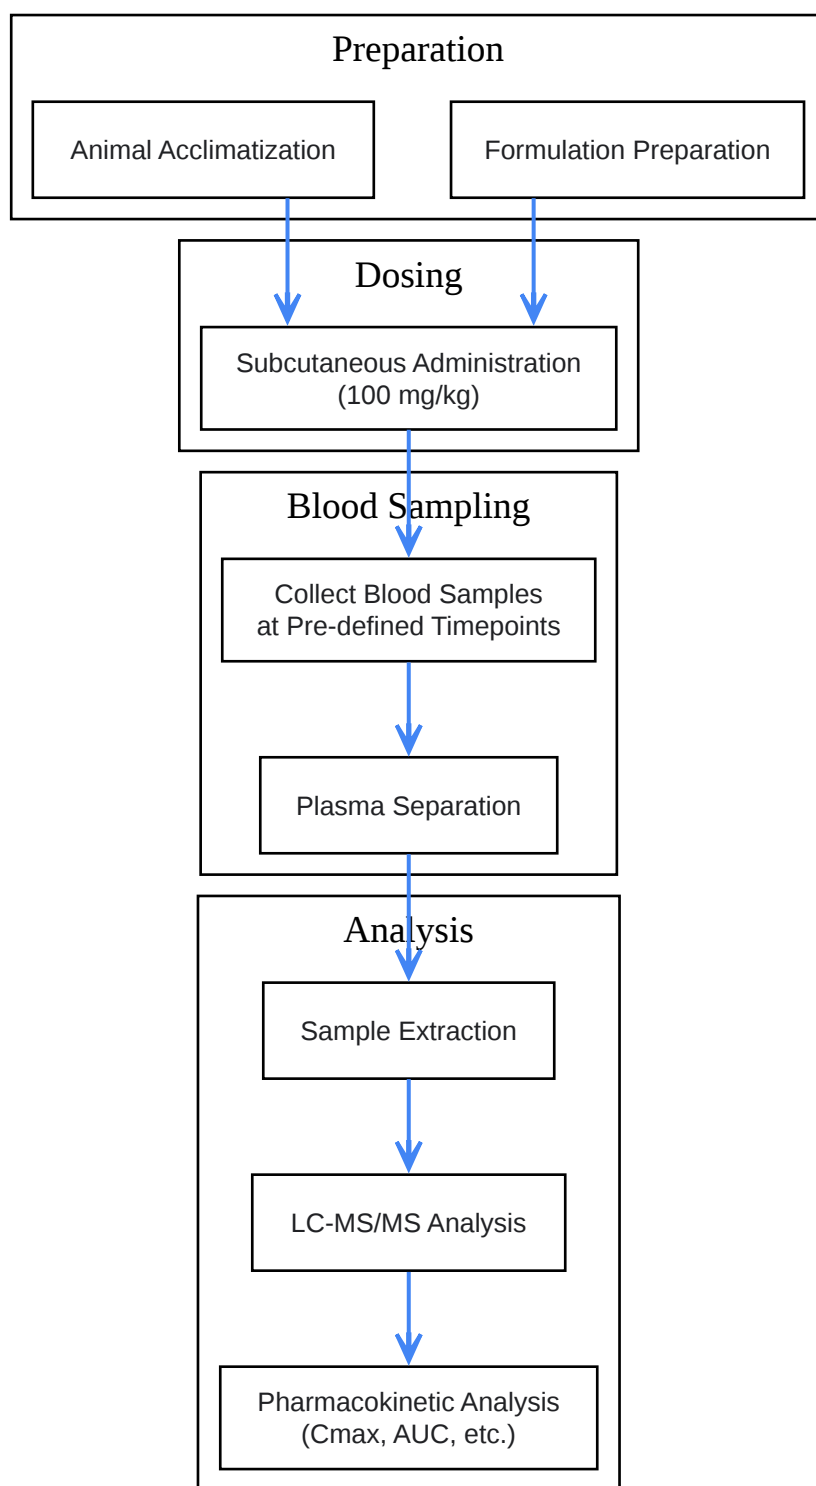 Preparation
Animal Acclimatization
Formulation Preparation
Dosing
Subcutaneous Administration
(100 mg/kg)
Blood Sampling
Collect Blood Samples
at Pre-defined Timepoints
Plasma Separation
Analysis
Sample Extraction
LC-MS/MS Analysis
Pharmacokinetic Analysis
(Cmax, AUC, etc.)